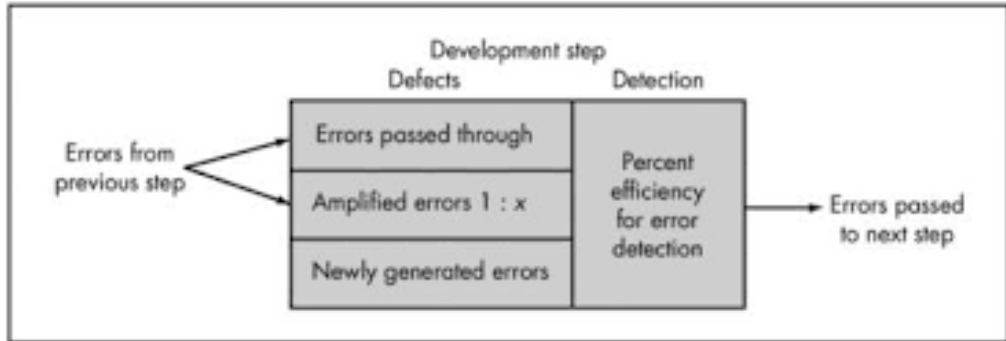 Development step
Defects
Detection
Errors from
previous step
Errors passed through
Amplified errors 1 : x
Newly generated errors
Percent
efficiency
for error
detection
Errors passed
to next step